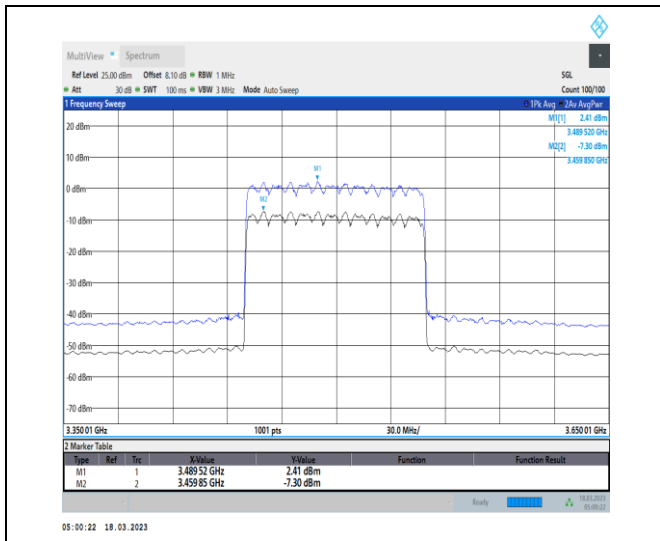 MultiView Spectrum
Ref Level 25.00 dBm Offset 8.10 dB RBW 1 MHz SGL
Att 30 dB SWT 100 ms VBW 3 MHz Mode Auto Sweep Count 100/100
1 Frequency Sweep 1Pk Avg 2Av AvgPwr
M1[1] 2.41 dBm
3.489 520 GHz
M2[2] -7.30 dBm
3.459 850 GHz
20 dBm
10 dBm
M1
0 dBm
M2
-10 dBm
-20 dBm
-30 dBm
-40 dBm
-50 dBm
-60 dBm
-70 dBm
3.350 01 GHz 1001 pts 30.0 MHz/ 3.650 01 GHz
2 Marker Table
Type Ref Trc X-Value Y-Value Function Function Result
M1 1 3.489 52 GHz 2.41 dBm
M2 2 3.459 85 GHz -7.30 dBm
Ready 18.03.2023
05:00:22
05:00:22 18.03.2023